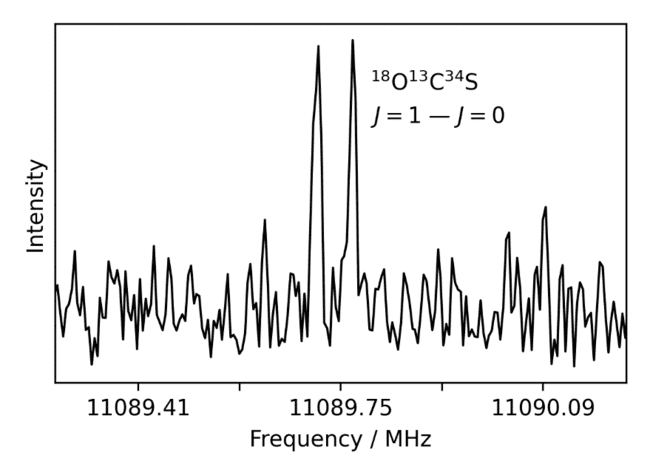 ¹⁸O¹³C³⁴S
J = 1 — J = 0
Intensity
11089.41 11089.75 11090.09
Frequency / MHz